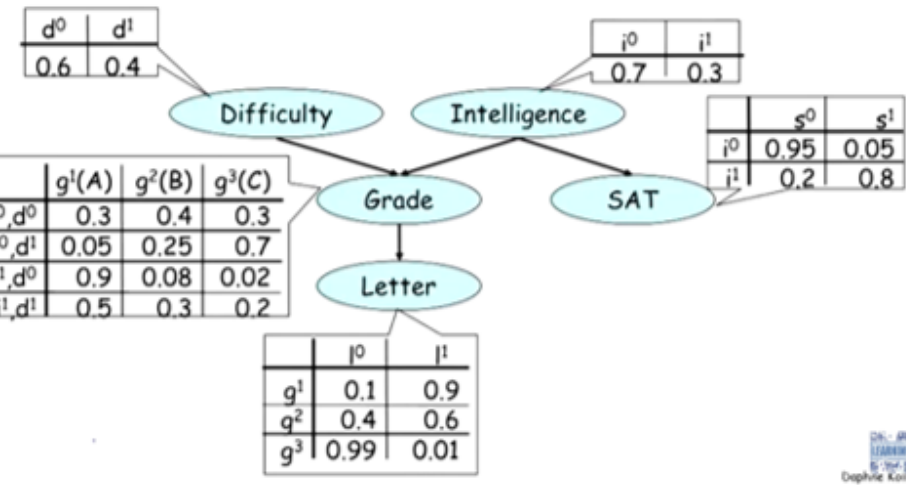 d⁰ d¹
0.6 0.4
i⁰ i¹
0.7 0.3
Difficulty
Intelligence
s⁰ s¹
i⁰ 0.95 0.05
i¹ 0.2 0.8
g¹(A) g²(B) g³(C)
⁰,d⁰ 0.3 0.4 0.3
⁰,d¹ 0.05 0.25 0.7
¹,d⁰ 0.9 0.08 0.02
i¹,d¹ 0.5 0.3 0.2
Grade
SAT
Letter
l⁰ l¹
g¹ 0.1 0.9
g² 0.4 0.6
g³ 0.99 0.01
Daphne